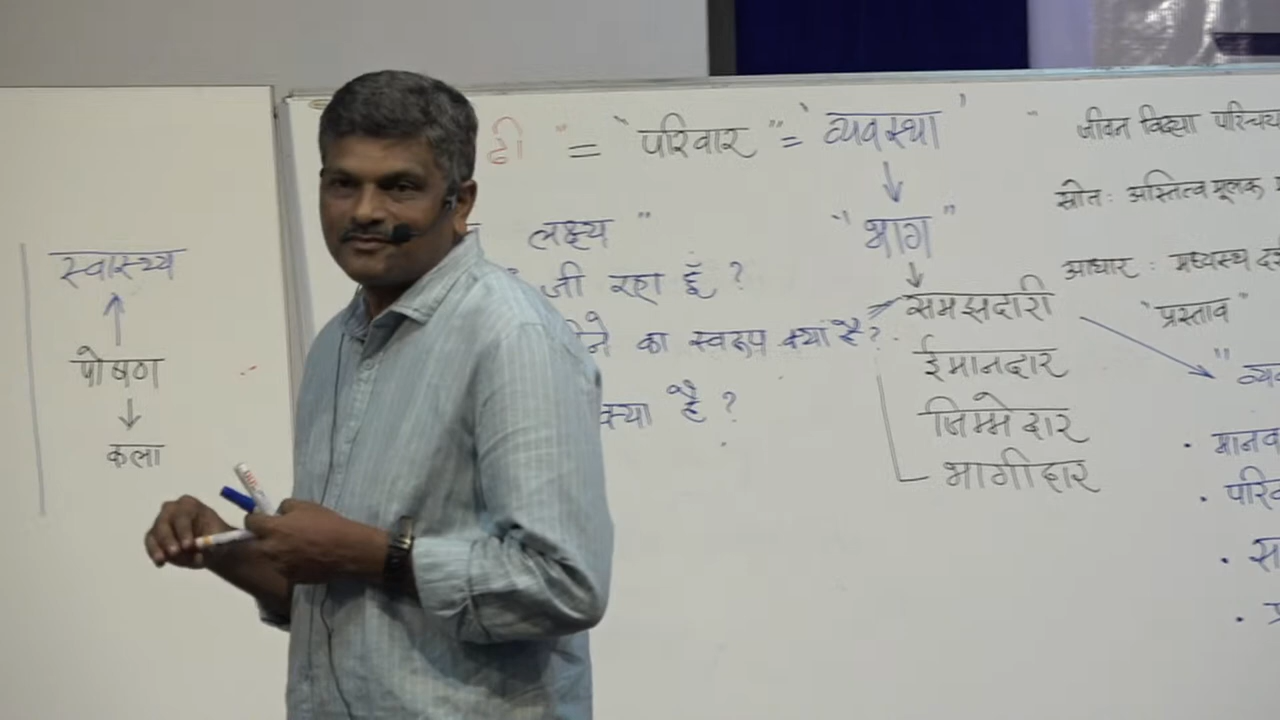 स्वास्थ्य
पोषण
कला
ढी " = "परिवार" = 'व्यवस्था'
लक्ष्य "
जी रहा हूँ ?
का स्वरूप क्या है ?
क्या है ?
"भाग"
समझदारी
ईमानदार
जिम्मेदार
भागीदार
" जीवन विद्या परिचय
स्रोत : अस्तित्व मूलक
आधार : मध्यस्थ
"प्रस्ताव"